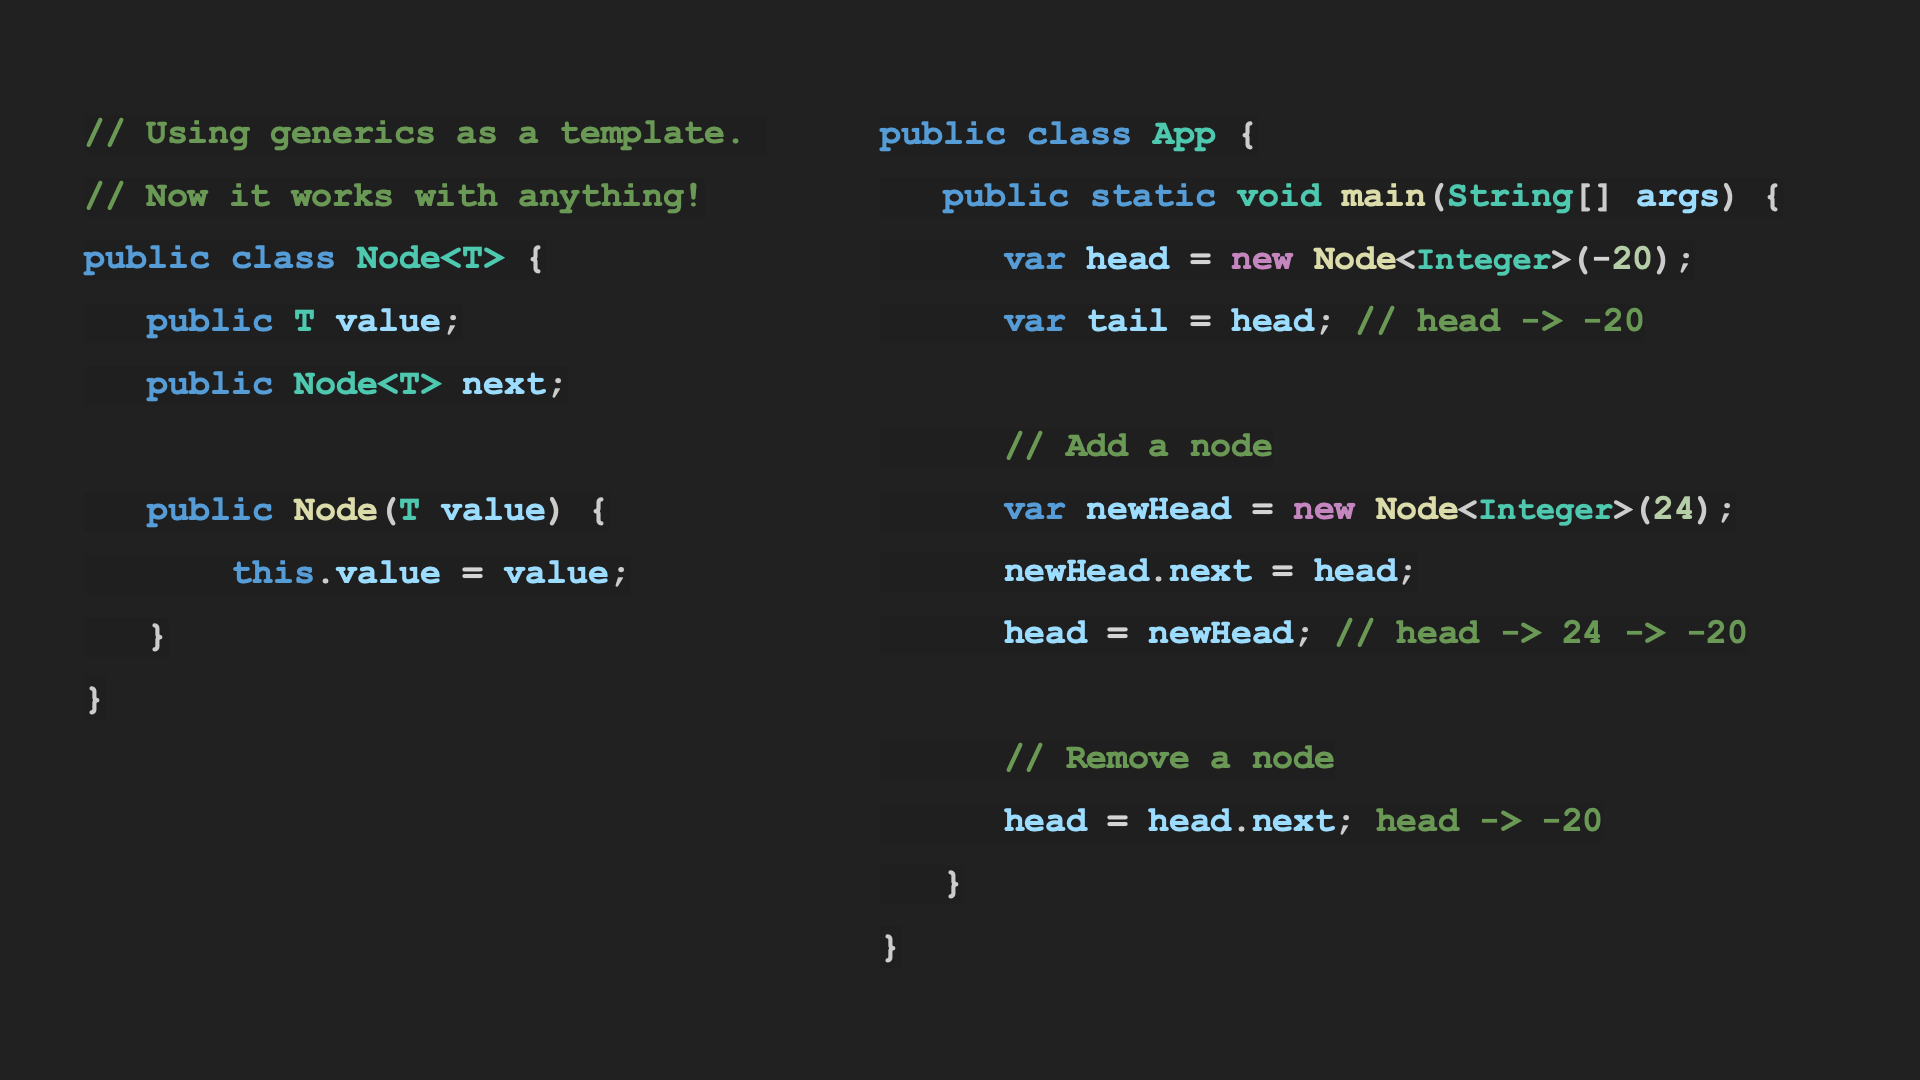 // Using generics as a template.
// Now it works with anything!
public class Node<T> {
public T value;
public Node<T> next;
public Node(T value) {
this.value = value;
}
}
public class App {
public static void main(String[] args) {
var head = new Node<Integer>(-20);
var tail = head; // head -> -20
// Add a node
var newHead = new Node<Integer>(24);
newHead.next = head;
head = newHead; // head -> 24 -> -20
// Remove a node
head = head.next; head -> -20
}
}